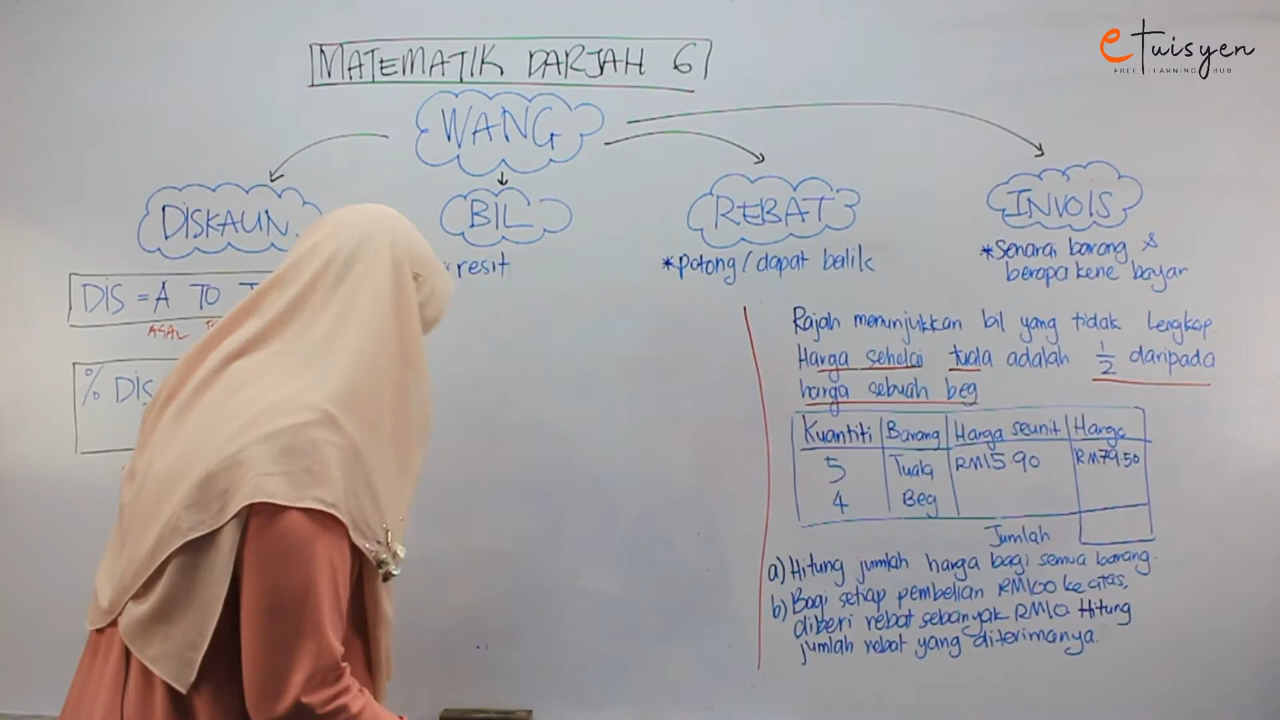 etuisyen
FREE LEARNING HUB
MATEMATIK DARJAH 6
WANG
DISKAUN.
BIL
REBAT
INVOIS
resit
*potong/dapat balik
*Senarai barang &
berapa kene bayar
DIS = A TO
ASAL
% DIS
Rajah menunjukkan bil yang tidak lengkap.
Harga sehelai tuala adalah 1/2 daripada
harga sebuah beg
Kuantiti Barang Harga seunit Harga
5 Tuala RM15.90 RM79.50
4 Beg
Jumlah
a) Hitung jumlah harga bagi semua barang.
b) Bagi setiap pembelian RM100 ke atas,
diberi rebat sebanyak RM10 Hitung
jumlah rebat yang diterimanya.